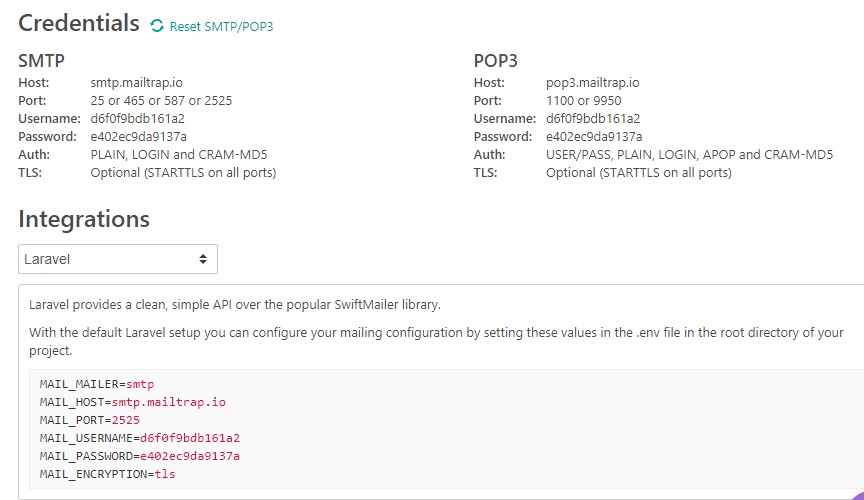 Credentials Reset SMTP/POP3
SMTP
Host: smtp.mailtrap.io
Port: 25 or 465 or 587 or 2525
Username: d6f0f9bdb161a2
Password: e402ec9da9137a
Auth: PLAIN, LOGIN and CRAM-MD5
TLS: Optional (STARTTLS on all ports)
POP3
Host: pop3.mailtrap.io
Port: 1100 or 9950
Username: d6f0f9bdb161a2
Password: e402ec9da9137a
Auth: USER/PASS, PLAIN, LOGIN, APOP and CRAM-MD5
TLS: Optional (STARTTLS on all ports)
Integrations
Laravel
Laravel provides a clean, simple API over the popular SwiftMailer library.
With the default Laravel setup you can configure your mailing configuration by setting these values in the .env file in the root directory of your
project.
MAIL_MAILER=smtp
MAIL_HOST=smtp.mailtrap.io
MAIL_PORT=2525
MAIL_USERNAME=d6f0f9bdb161a2
MAIL_PASSWORD=e402ec9da9137a
MAIL_ENCRYPTION=tls